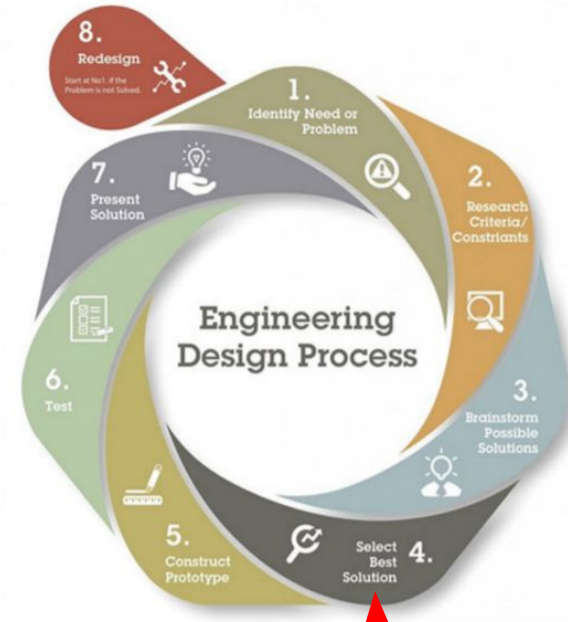 8.
Redesign
Start at No1. if the
Problem is not Solved.
1.
Identify Need or
Problem
2.
Research
Criteria/
Constriants
3.
Brainstorm
Possible
Solutions
4.
Select
Best
Solution
5.
Construct
Prototype
6.
Test
7.
Present
Solution
Engineering
Design Process